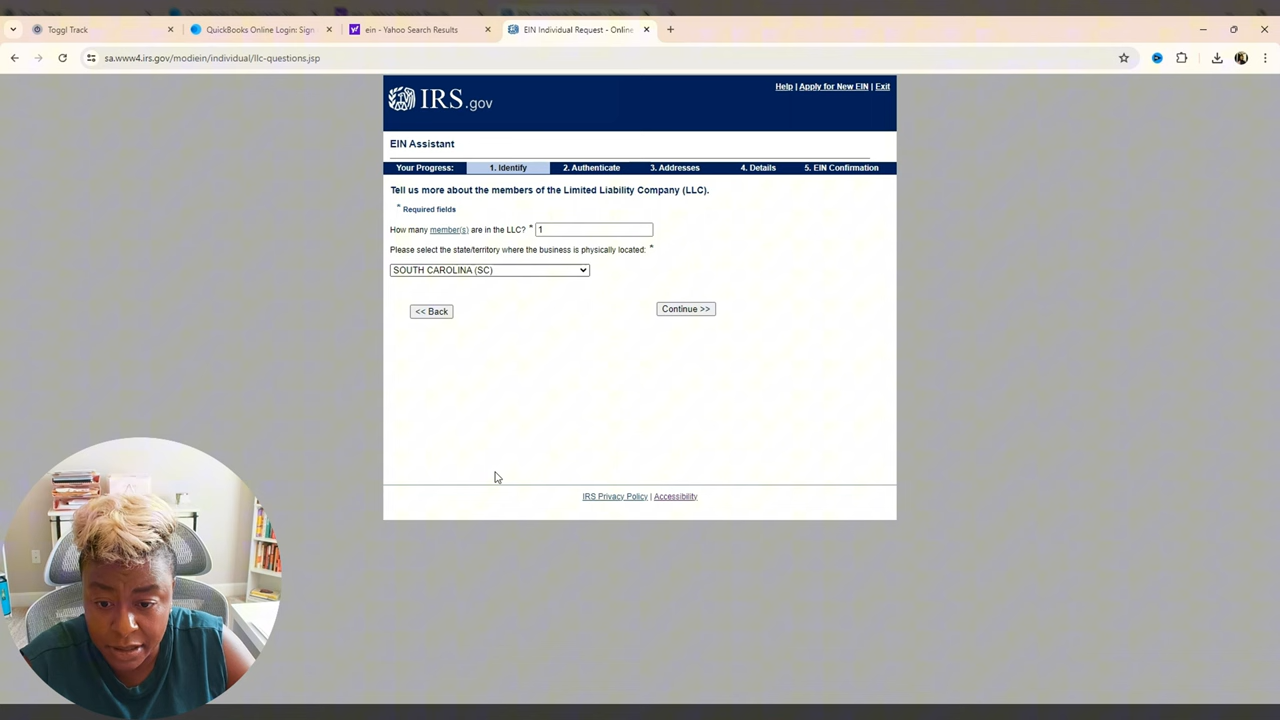 Toggl Track
QuickBooks Online Login: Sign
ein - Yahoo Search Results
EIN Individual Request - Online
sa.www4.irs.gov/modiein/individual/llc-questions.jsp
IRS.gov
Help | Apply for New EIN | Exit
EIN Assistant
Your Progress: 1. Identify 2. Authenticate 3. Addresses 4. Details 5. EIN Confirmation
Tell us more about the members of the Limited Liability Company (LLC).
* Required fields
How many member(s) are in the LLC? * 1
Please select the state/territory where the business is physically located: *
SOUTH CAROLINA (SC)
<< Back
Continue >>
IRS Privacy Policy | Accessibility